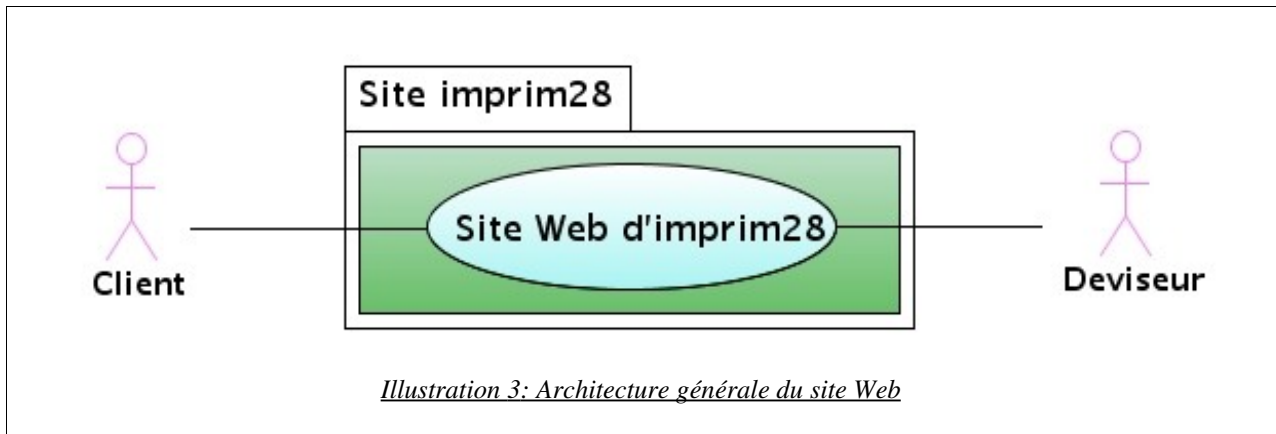 Site imprim28
Site Web d'imprim28
Client
Deviseur
Illustration 3: Architecture générale du site Web